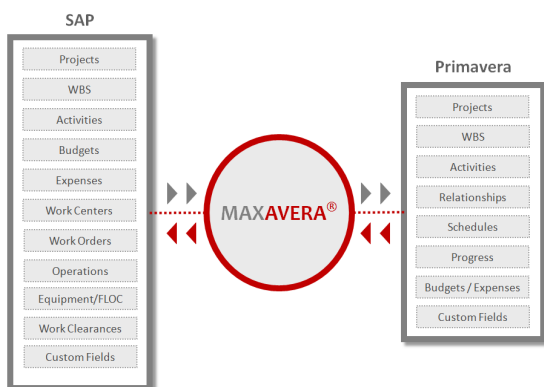 SAP
Projects
WBS
Activities
Budgets
Expenses
Work Centers
Work Orders
Operations
Equipment/FLOC
Work Clearances
Custom Fields
MAXAVERA®
Primavera
Projects
WBS
Activities
Relationships
Schedules
Progress
Budgets / Expenses
Custom Fields